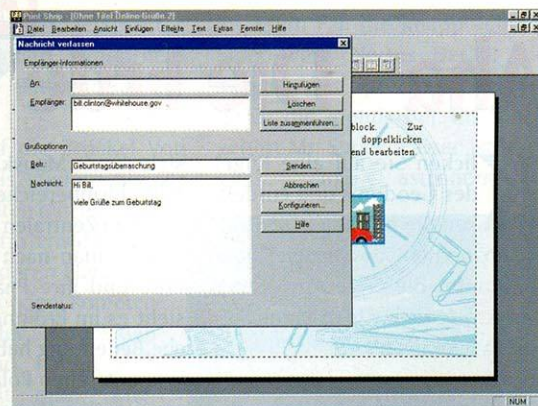 Print Shop - [Ohne Titel Online-Grüße 2]
Datei Bearbeiten Ansicht Einfügen Effekte Text Extras Fenster Hilfe
Nachricht verlassen
Empfänger-Informationen
An:
Hinzufügen
Empfänger:
bill.clinton@whitehouse.gov
Löschen
Liste zusammenführen...
Grußoptionen
Betr.:
Geburtstagsübernaschung
Senden...
Nachricht:
Hi Bill,
Abbrechen
viele Grüße zum Geburtstag
Konfigurieren...
Hilfe
Sendestatus:
block. Zur
doppelklicken
end bearbeiten.
NUM